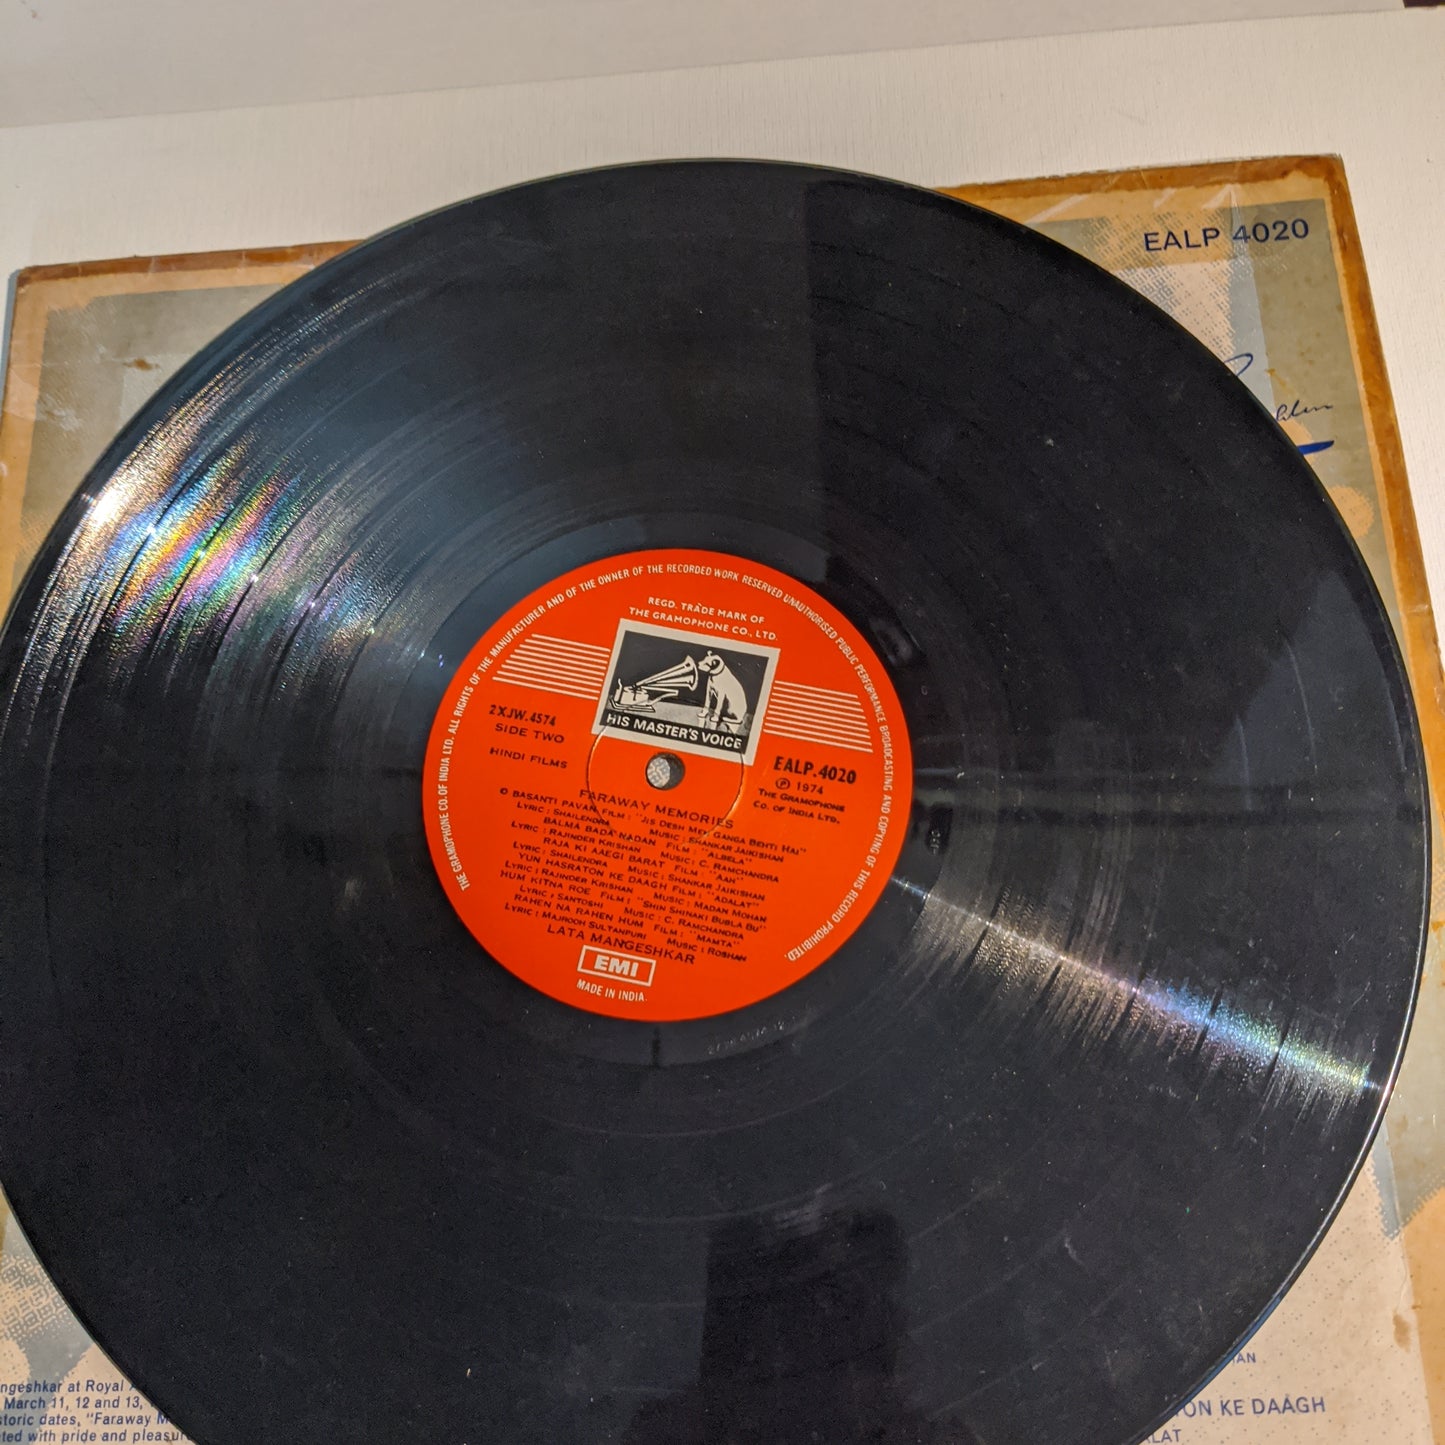 EALP 4020
THE GRAMOPHONE CO. OF INDIA LTD. ALL RIGHTS OF THE MANUFACTURER AND OF THE OWNER OF THE RECORDED WORK RESERVED UNAUTHORISED PUBLIC PERFORMANCE BROADCASTING AND COPYING OF THIS RECORD PROHIBITED.
REGD. TRADE MARK OF
THE GRAMOPHONE CO., LTD.
HIS MASTER'S VOICE
2XJW.4574
SIDE TWO
HINDI FILMS
EALP.4020
Ⓟ 1974
THE GRAMOPHONE
CO. OF INDIA LTD.
FARAWAY MEMORIES
© BASANTI PAVAN FILM : "JIS DESH MEN GANGA BEHTI HAI"
LYRIC : SHAILENDRA MUSIC : SHANKAR JAIKISHAN
BALMA BADA NADAN FILM : "ALBELA"
LYRIC : RAJINDER KRISHAN MUSIC : C. RAMCHANDRA
RAJA KI AAEGI BARAT FILM : "AAH"
LYRIC : SHAILENDRA MUSIC : SHANKAR JAIKISHAN
YUN HASRATON KE DAAGH FILM : "ADALAT"
LYRIC : RAJINDER KRISHAN MUSIC : MADAN MOHAN
HUM KITNA ROE FILM : "SHIN SHINAKI BUBLA BU"
LYRIC : SANTOSHI MUSIC : C. RAMCHANDRA
RAHEN NA RAHEN HUM FILM : "MAMTA"
LYRIC : MAJROOH SULTANPURI MUSIC : ROSHAN
LATA MANGESHKAR
EMI
MADE IN INDIA
ngeshkar at Royal A
March 11, 12 and 13,
storic dates, "Faraway M
ted with pride and pleasur
AN
TON KE DAAGH
ALAT